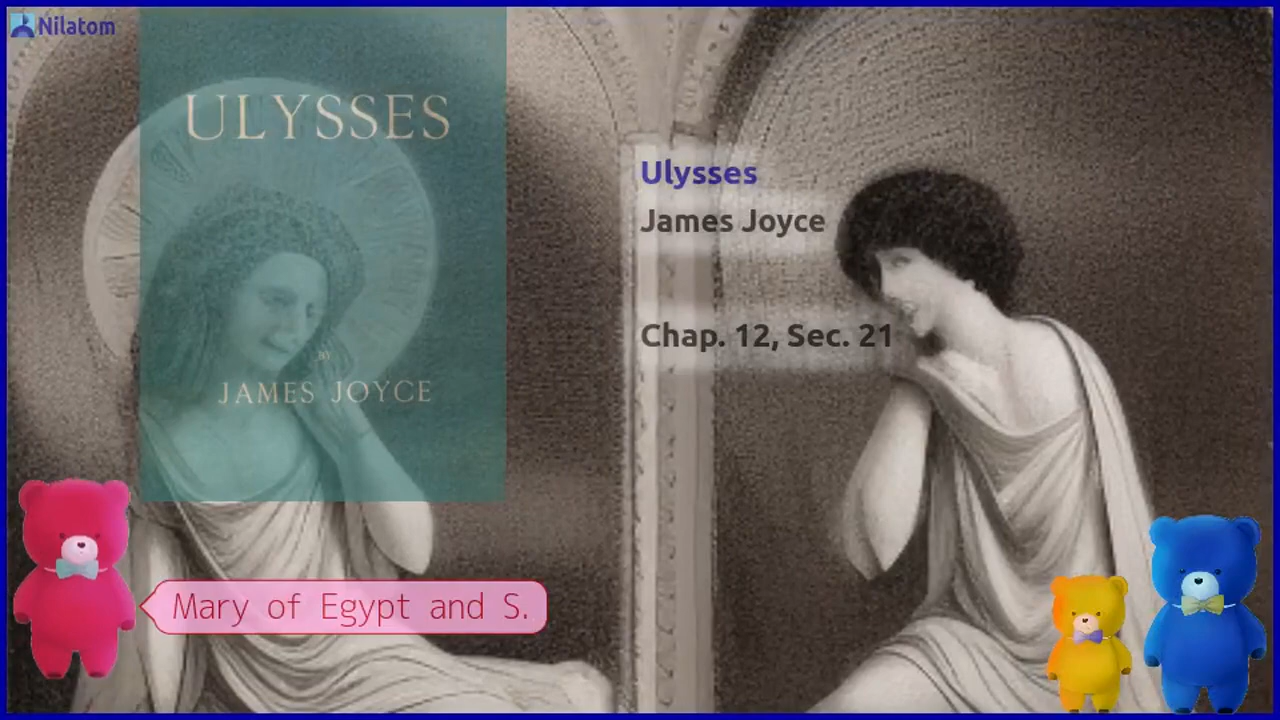 Nilatom
ULYSSES
BY
JAMES JOYCE
Ulysses
James Joyce
Chap. 12, Sec. 21
Mary of Egypt and S.